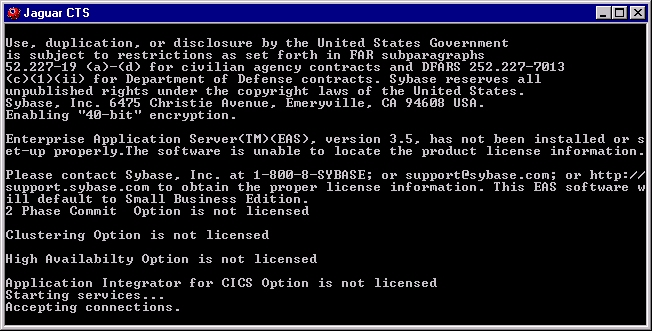 Jaguar CTS
Use, duplication, or disclosure by the United States Government
is subject to restrictions as set forth in FAR subparagraphs
52.227-19 (a)-(d) for civilian agency contracts and DFARS 252.227-7013
(c)(1)(ii) for Department of Defense contracts. Sybase reserves all
unpublished rights under the copyright laws of the United States.
Sybase, Inc. 6475 Christie Avenue, Emeryville, CA 94608 USA.
Enabling "40-bit" encryption.
Enterprise Application Server(TM)(EAS), version 3.5, has not been installed or s
et-up properly.The software is unable to locate the product license information.
Please contact Sybase, Inc. at 1-800-8-SYBASE; or support@sybase.com; or http://
support.sybase.com to obtain the proper license information. This EAS software w
ill default to Small Business Edition.
2 Phase Commit  Option is not licensed
Clustering Option is not licensed
High Availabilty Option is not licensed
Application Integrator for CICS Option is not licensed
Starting services...
Accepting connections.